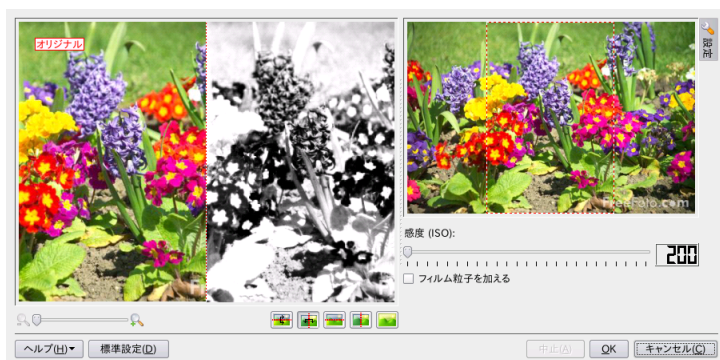 オリジナル
設定
FreeFoto.com
感度 (ISO):
200
フィルム粒子を加える
ヘルプ(H)
標準設定(D)
中止(A)
OK
キャンセル(C)